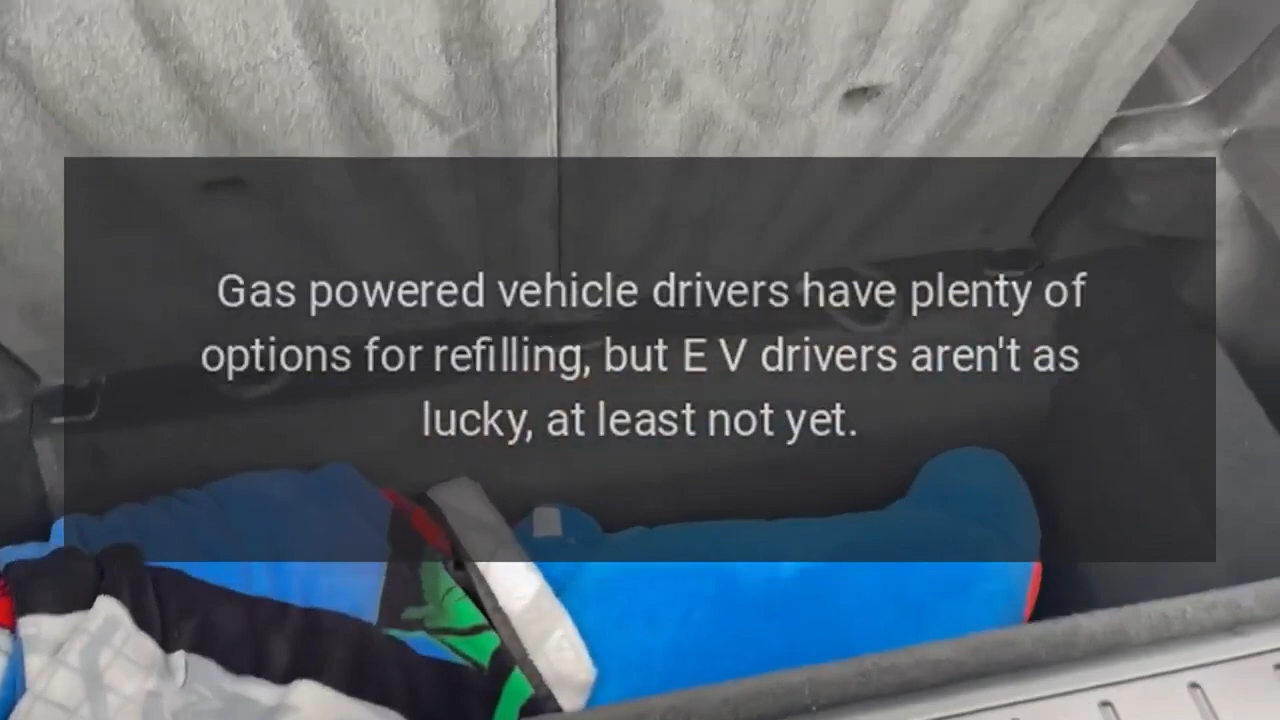 Gas powered vehicle drivers have plenty of
options for refilling, but E V drivers aren't as
lucky, at least not yet.